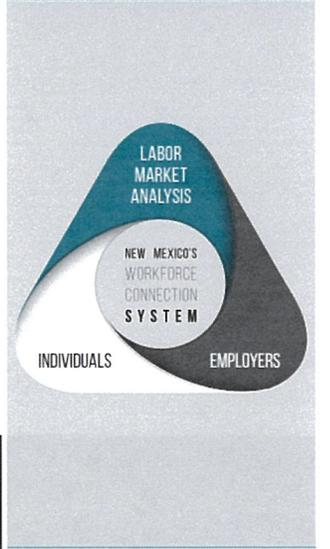 LABOR
MARKET
ANALYSIS
NEW MEXICO'S
WORKFORCE
CONNECTION
SYSTEM
INDIVIDUALS
EMPLOYERS